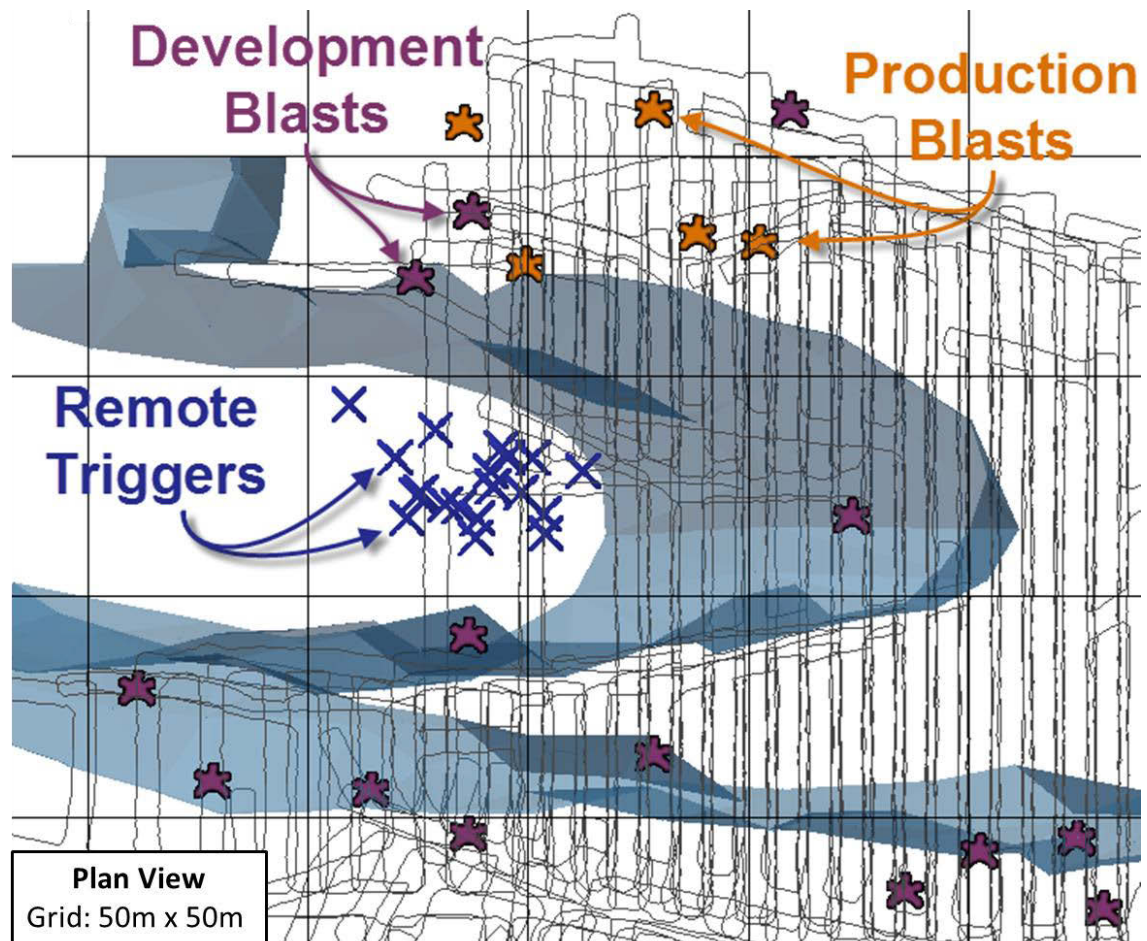 Development
Blasts
Production
Blasts
Remote
Triggers
Plan View
Grid: 50m x 50m